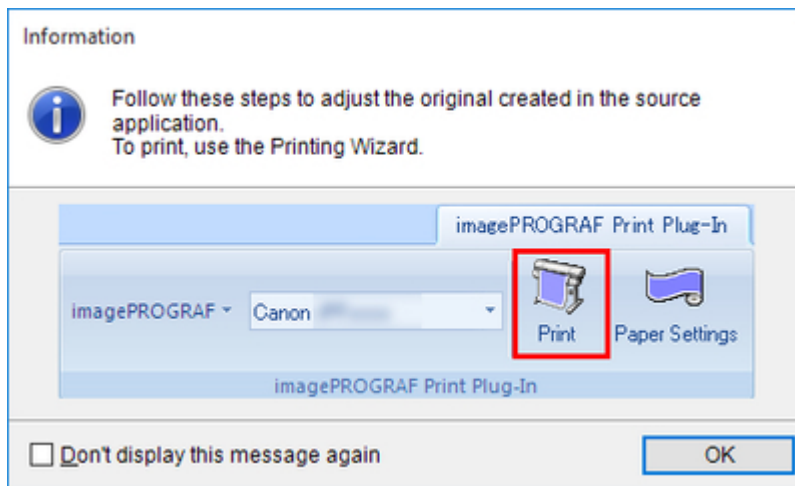 Information
Follow these steps to adjust the original created in the source
application.
To print, use the Printing Wizard.
imagePROGRAF Print Plug-In
imagePROGRAF
Canon
Print
Paper Settings
imagePROGRAF Print Plug-In
Don't display this message again
OK